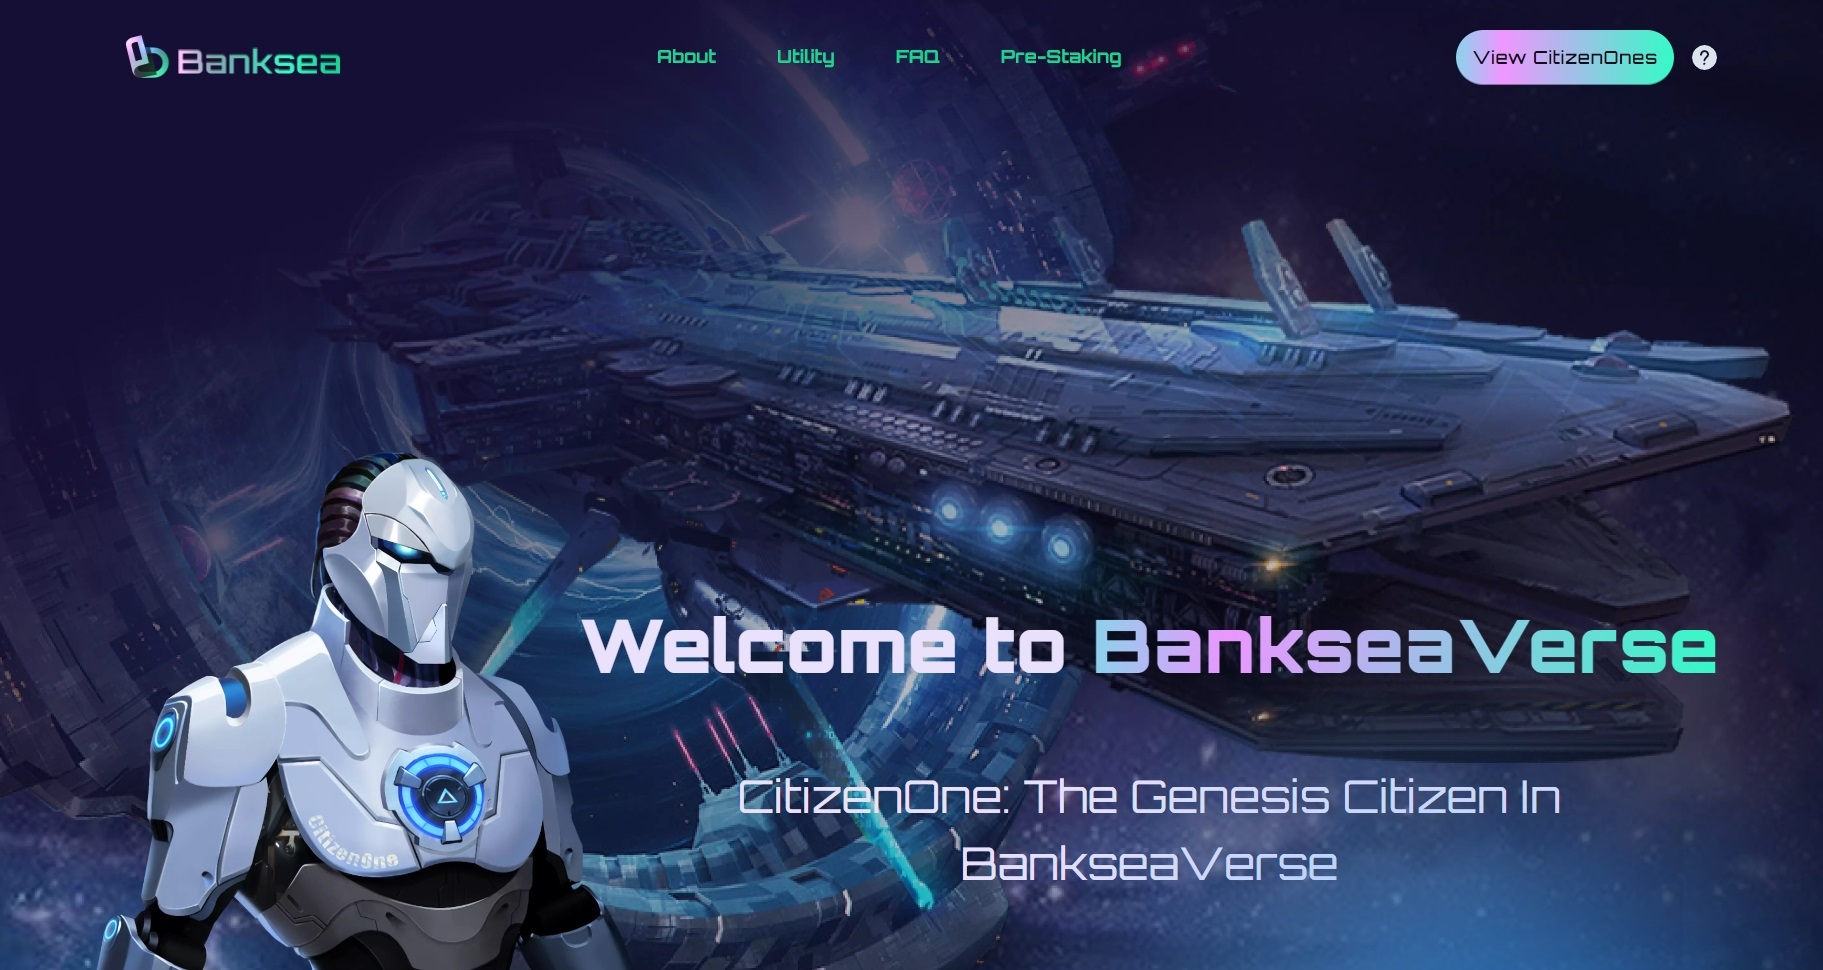 Banksea
About
Utility
FAQ
Pre-Staking
View CitizenOnes
?
Welcome to BankseaVerse
CitizenOne: The Genesis Citizen In
BankseaVerse
CitizenOne